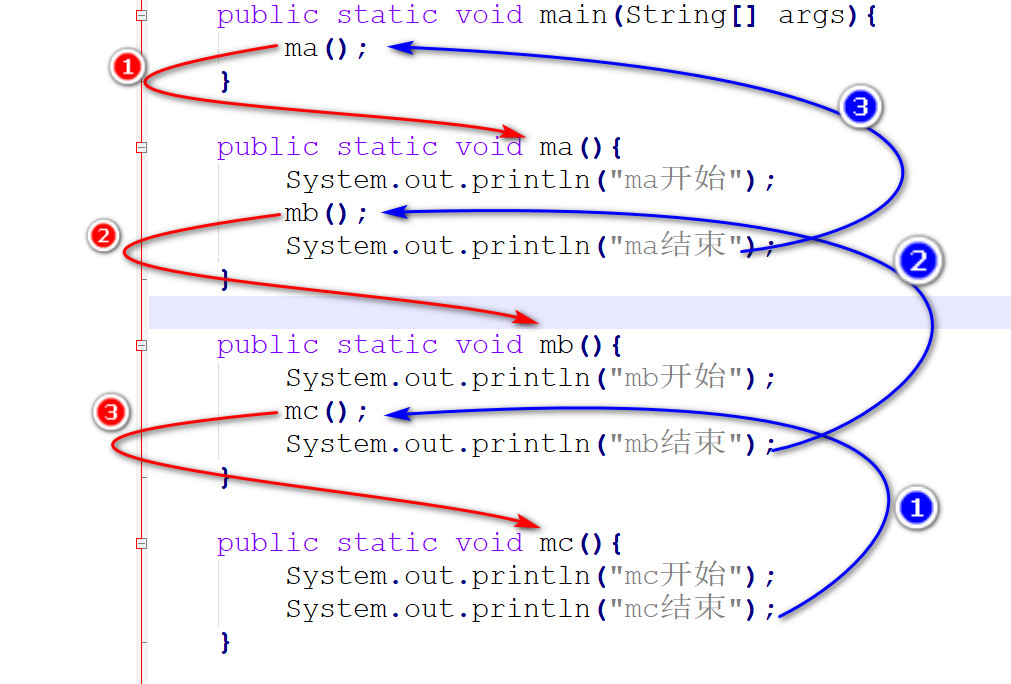 public static void main(String[] args){
ma();
}
public static void ma(){
System.out.println("ma开始");
mb();
System.out.println("ma结束");
}
public static void mb(){
System.out.println("mb开始");
mc();
System.out.println("mb结束");
}
public static void mc(){
System.out.println("mc开始");
System.out.println("mc结束");
}
1
2
3
3
2
1